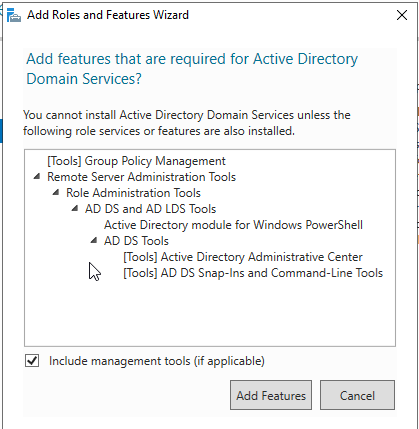 Add Roles and Features Wizard
Add features that are required for Active Directory
Domain Services?
You cannot install Active Directory Domain Services unless the
following role services or features are also installed.
[Tools] Group Policy Management
Remote Server Administration Tools
Role Administration Tools
AD DS and AD LDS Tools
Active Directory module for Windows PowerShell
AD DS Tools
[Tools] Active Directory Administrative Center
[Tools] AD DS Snap-Ins and Command-Line Tools
Include management tools (if applicable)
Add Features
Cancel